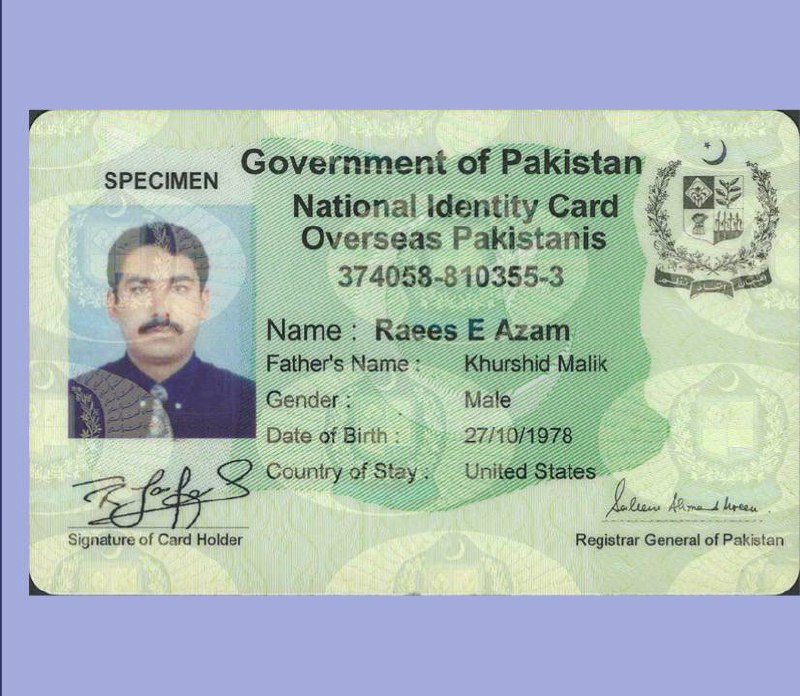 SPECIMEN
Government of Pakistan
National Identity Card
Overseas Pakistanis
374058-810355-3
Name : Raees E Azam
Father's Name : Khurshid Malik
Gender : Male
Date of Birth : 27/10/1978
Country of Stay : United States
Signature of Card Holder
Registrar General of Pakistan